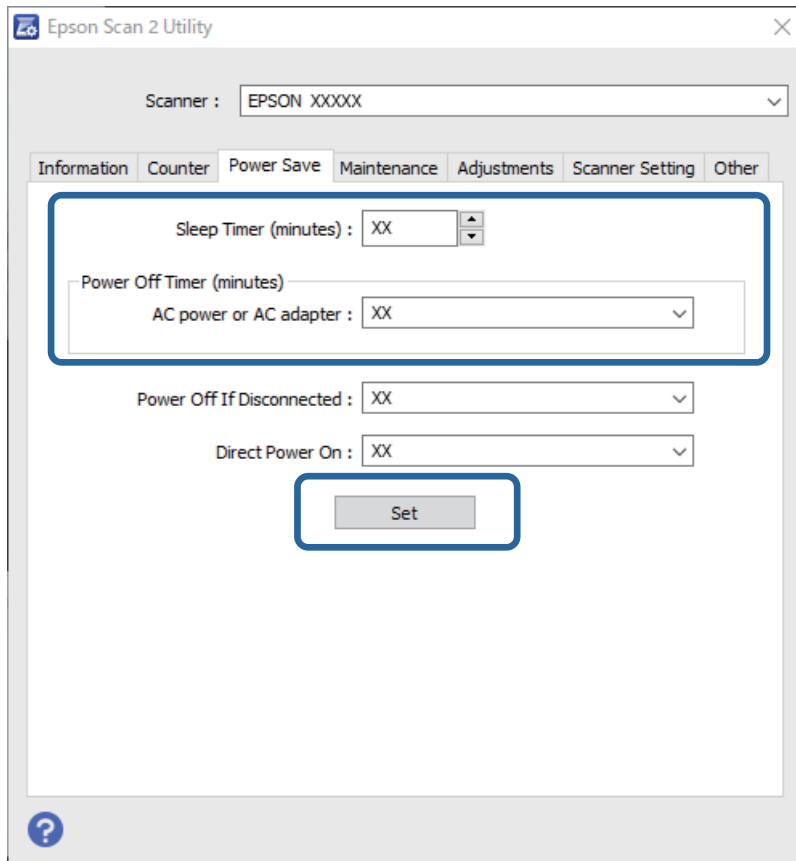 Epson Scan 2 Utility
Scanner : EPSON XXXXX
Information Counter Power Save Maintenance Adjustments Scanner Setting Other
Sleep Timer (minutes) : XX
Power Off Timer (minutes)
AC power or AC adapter : XX
Power Off If Disconnected : XX
Direct Power On : XX
Set
?